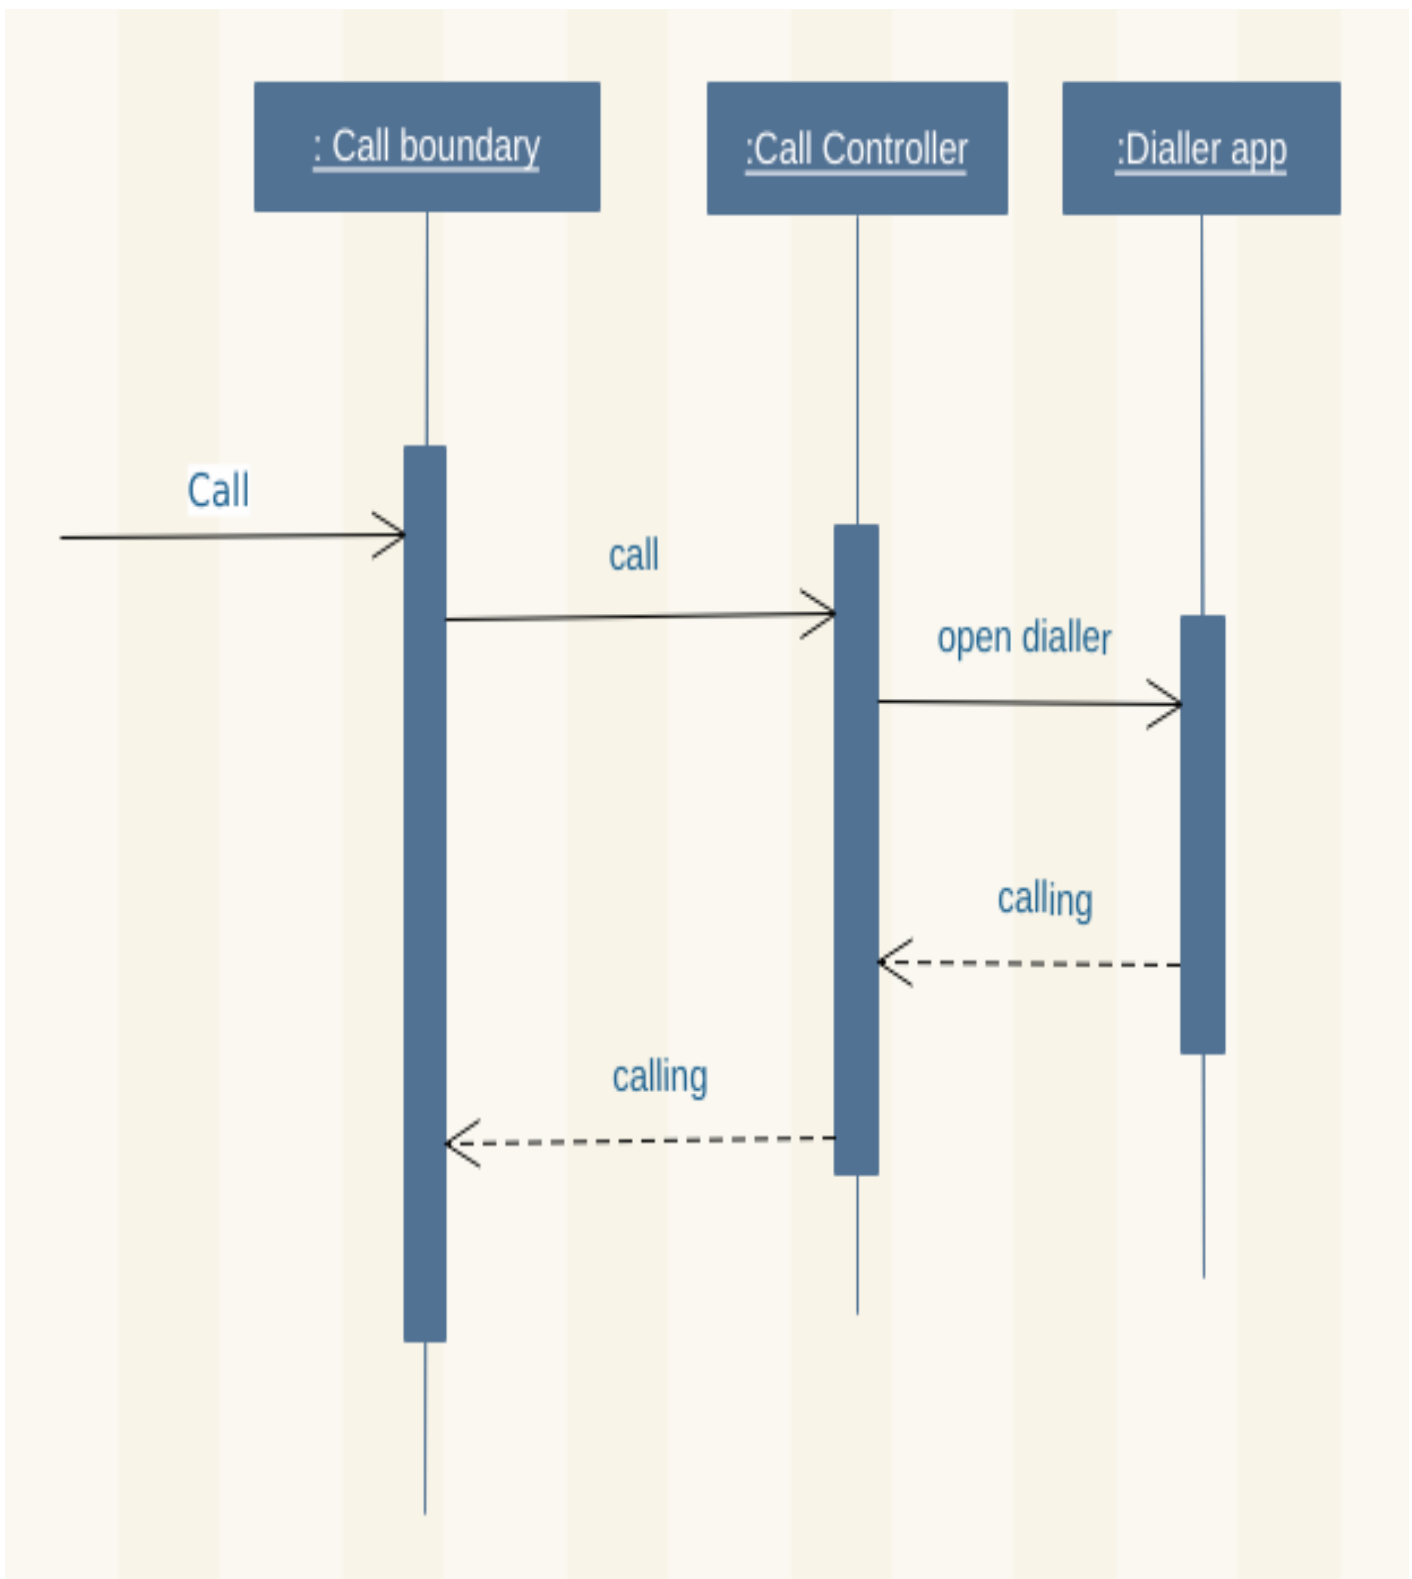 : Call boundary
:Call Controller
:Dialler app
Call
call
open dialler
calling
calling